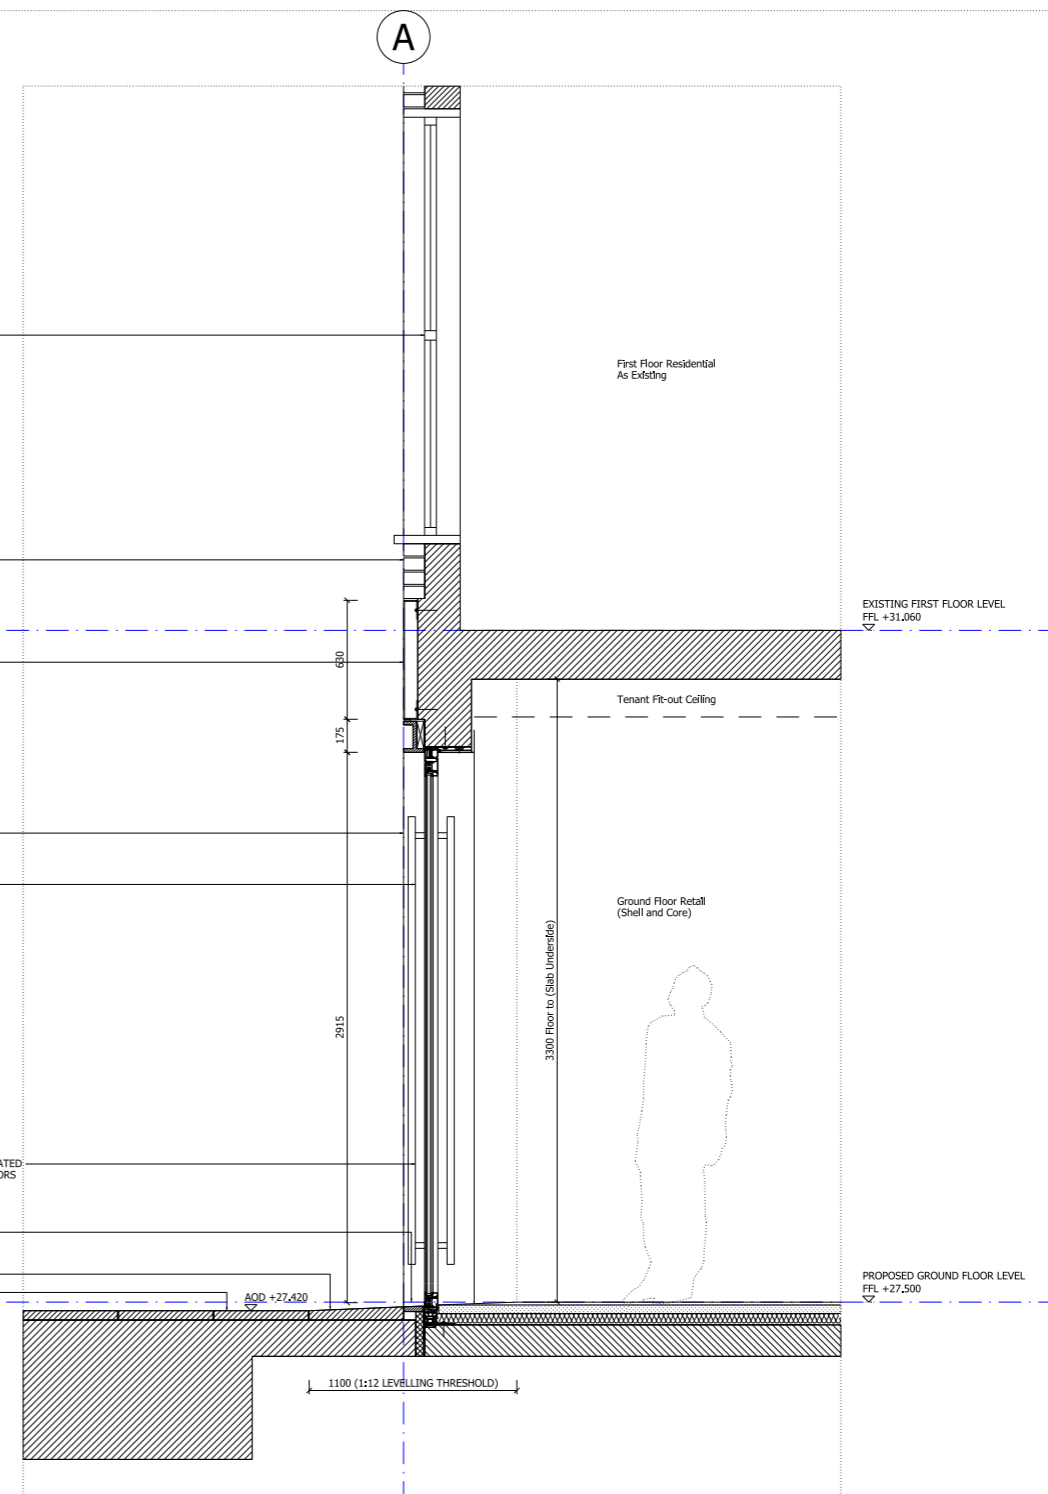 A
First Floor Residential
As Existing
EXISTING FIRST FLOOR LEVEL
FFL +31.060
630
Tenant Fit-out Ceiling
175
Ground Floor Retail
(Shell and Core)
3300 Floor to (Slab Underside)
2915
ATED
ORS
PROPOSED GROUND FLOOR LEVEL
FFL +27.500
AOD +27.420
1100 (1:12 LEVELLING THRESHOLD)